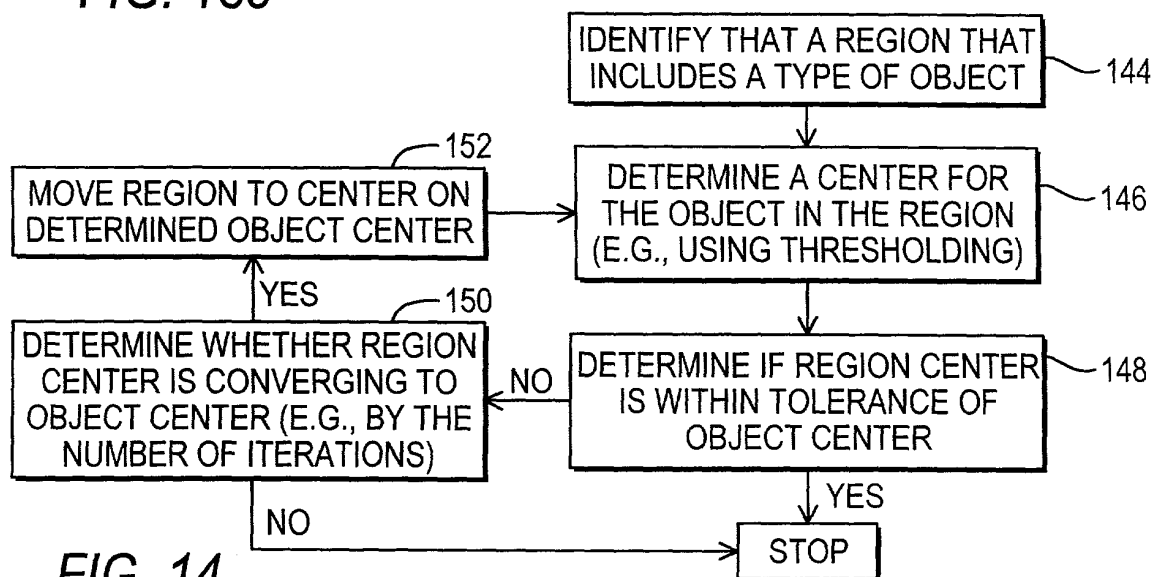 IDENTIFY THAT A REGION THAT
INCLUDES A TYPE OF OBJECT
144
152
MOVE REGION TO CENTER ON
DETERMINED OBJECT CENTER
DETERMINE A CENTER FOR
THE OBJECT IN THE REGION
(E.G., USING THRESHOLDING)
146
YES
150
DETERMINE WHETHER REGION
CENTER IS CONVERGING TO
OBJECT CENTER (E.G., BY THE
NUMBER OF ITERATIONS)
NO
DETERMINE IF REGION CENTER
IS WITHIN TOLERANCE OF
OBJECT CENTER
148
YES
NO
STOP
FIG. 14